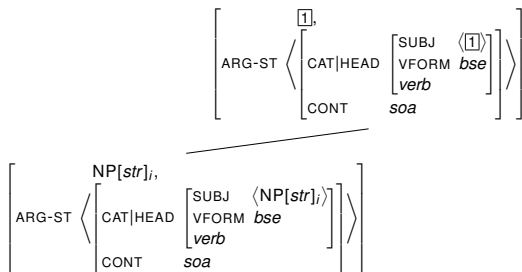 [1],
SUBJ ⟨[1]⟩
ARG-ST ⟨ CAT|HEAD VFORM bse ⟩
verb
CONT soa
NP[str]i,
SUBJ ⟨NP[str]i⟩
ARG-ST ⟨ CAT|HEAD VFORM bse ⟩
verb
CONT soa